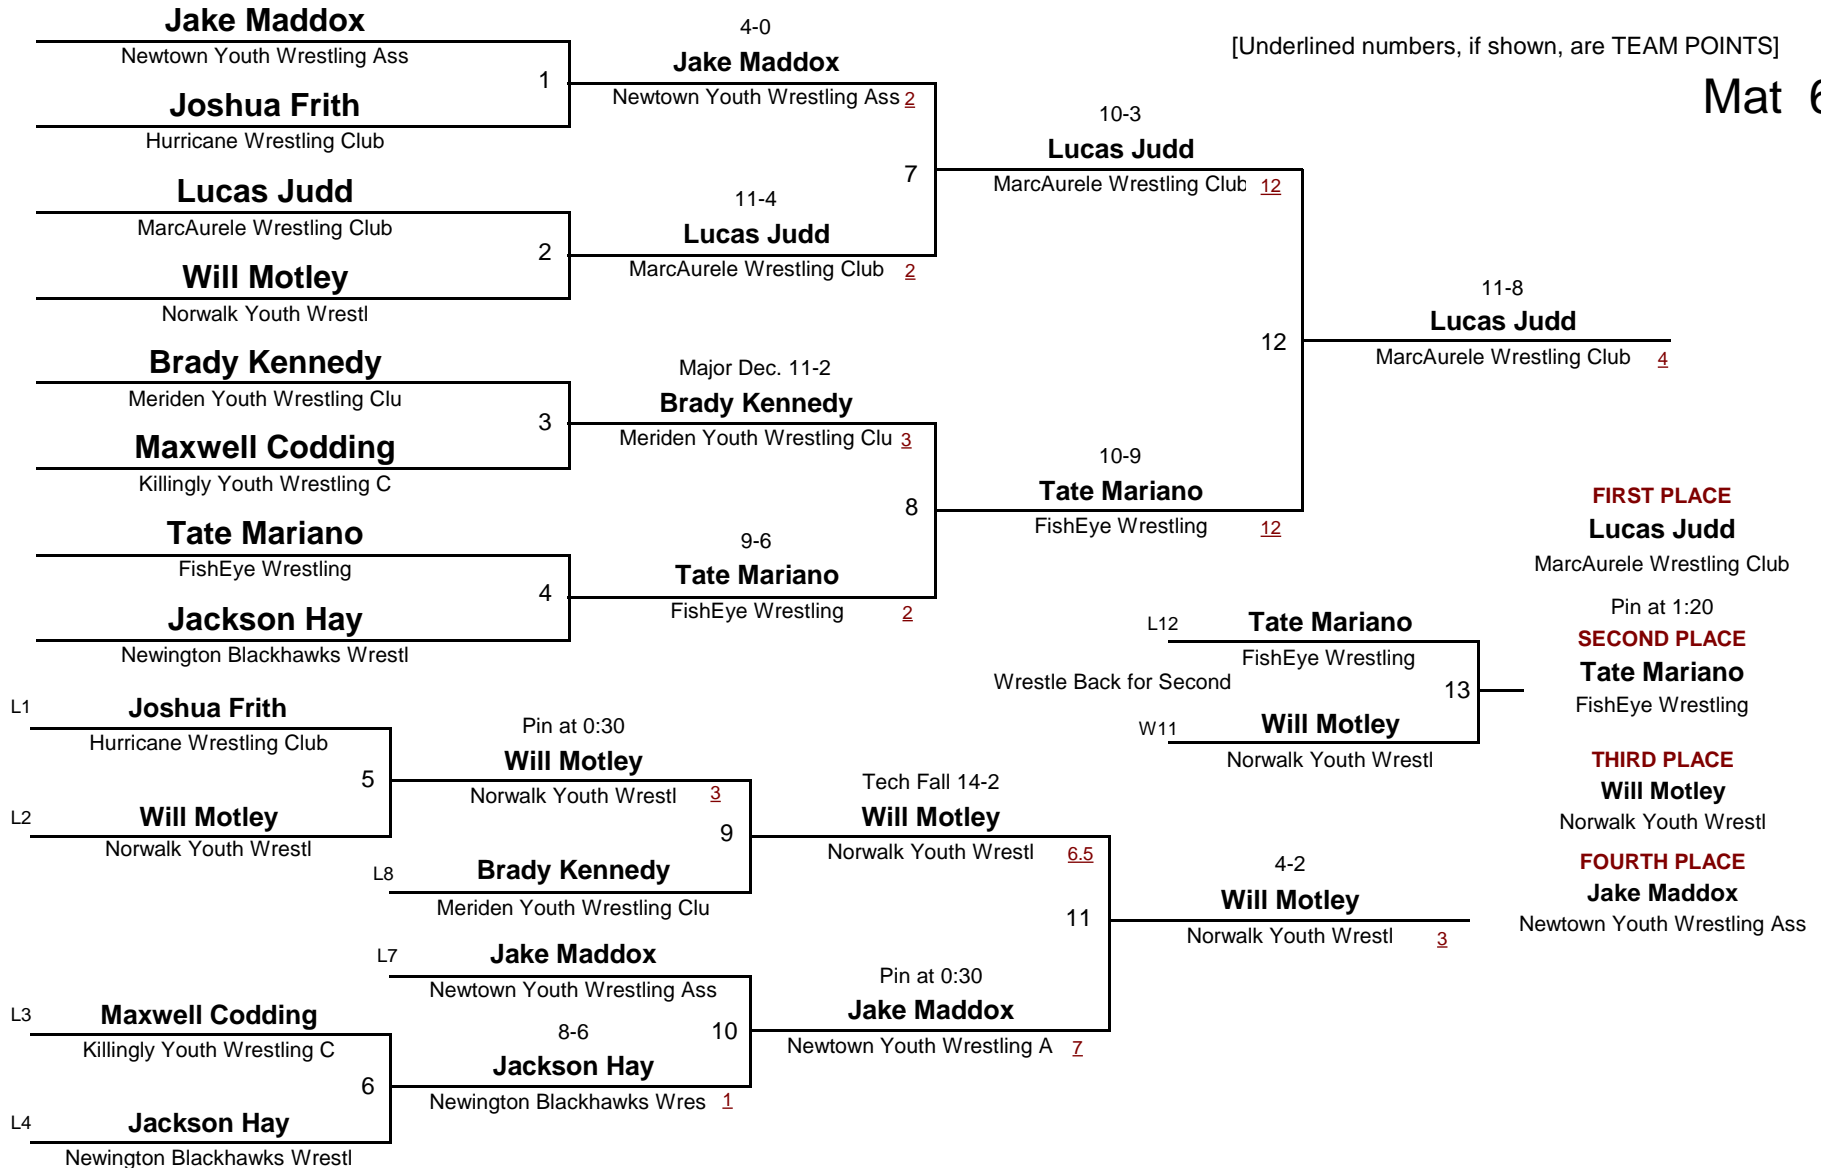 Jake Maddox
Newtown Youth Wrestling Ass
1
Joshua Frith
Hurricane Wrestling Club
Lucas Judd
MarcAurele Wrestling Club
2
Will Motley
Norwalk Youth Wrestl
Brady Kennedy
Meriden Youth Wrestling Clu
3
Maxwell Codding
Killingly Youth Wrestling C
Tate Mariano
FishEye Wrestling
4
Jackson Hay
Newington Blackhawks Wrestl
4-0
Jake Maddox
Newtown Youth Wrestling Ass 2
7
11-4
Lucas Judd
MarcAurele Wrestling Club 2
Major Dec. 11-2
Brady Kennedy
Meriden Youth Wrestling Clu 3
8
9-6
Tate Mariano
FishEye Wrestling 2
[Underlined numbers, if shown, are TEAM POINTS]
Mat 6
10-3
Lucas Judd
MarcAurele Wrestling Club 12
12
10-9
Tate Mariano
FishEye Wrestling 12
11-8
Lucas Judd
MarcAurele Wrestling Club 4
L1 Joshua Frith
Hurricane Wrestling Club
5
L2 Will Motley
Norwalk Youth Wrestl
L3 Maxwell Codding
Killingly Youth Wrestling C
6
L4 Jackson Hay
Newington Blackhawks Wrestl
Pin at 0:30
Will Motley
Norwalk Youth Wrestl 3
9
L8 Brady Kennedy
Meriden Youth Wrestling Clu
L7 Jake Maddox
Newtown Youth Wrestling Ass
10
8-6
Jackson Hay
Newington Blackhawks Wres 1
Tech Fall 14-2
Will Motley
Norwalk Youth Wrestl 6.5
11
Pin at 0:30
Jake Maddox
Newtown Youth Wrestling A 7
4-2
Will Motley
Norwalk Youth Wrestl 3
L12 Tate Mariano
FishEye Wrestling
Wrestle Back for Second
13
W11 Will Motley
Norwalk Youth Wrestl
FIRST PLACE
Lucas Judd
MarcAurele Wrestling Club
Pin at 1:20
SECOND PLACE
Tate Mariano
FishEye Wrestling
THIRD PLACE
Will Motley
Norwalk Youth Wrestl
FOURTH PLACE
Jake Maddox
Newtown Youth Wrestling Ass